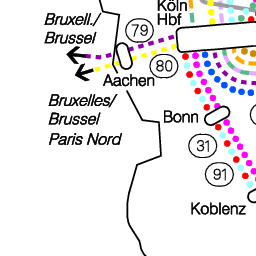 Köln
Hbf
Bruxell./
Brussel
79
80
Aachen
Bruxelles/
Brussel
Paris Nord
Bonn
31
91
Koblenz